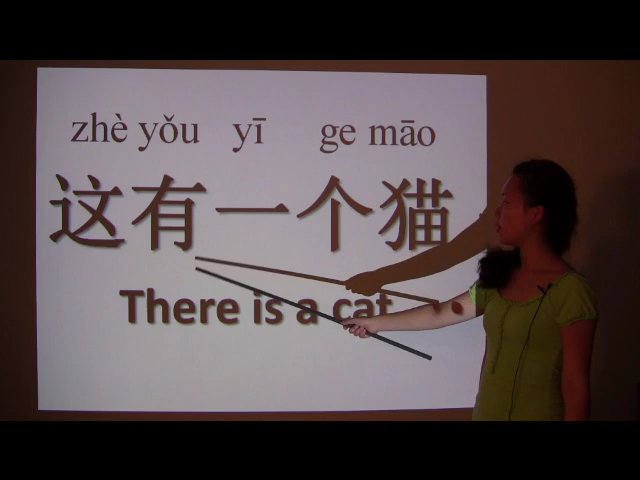 zhè yǒu yī ge māo
这有一个猫
There is a cat